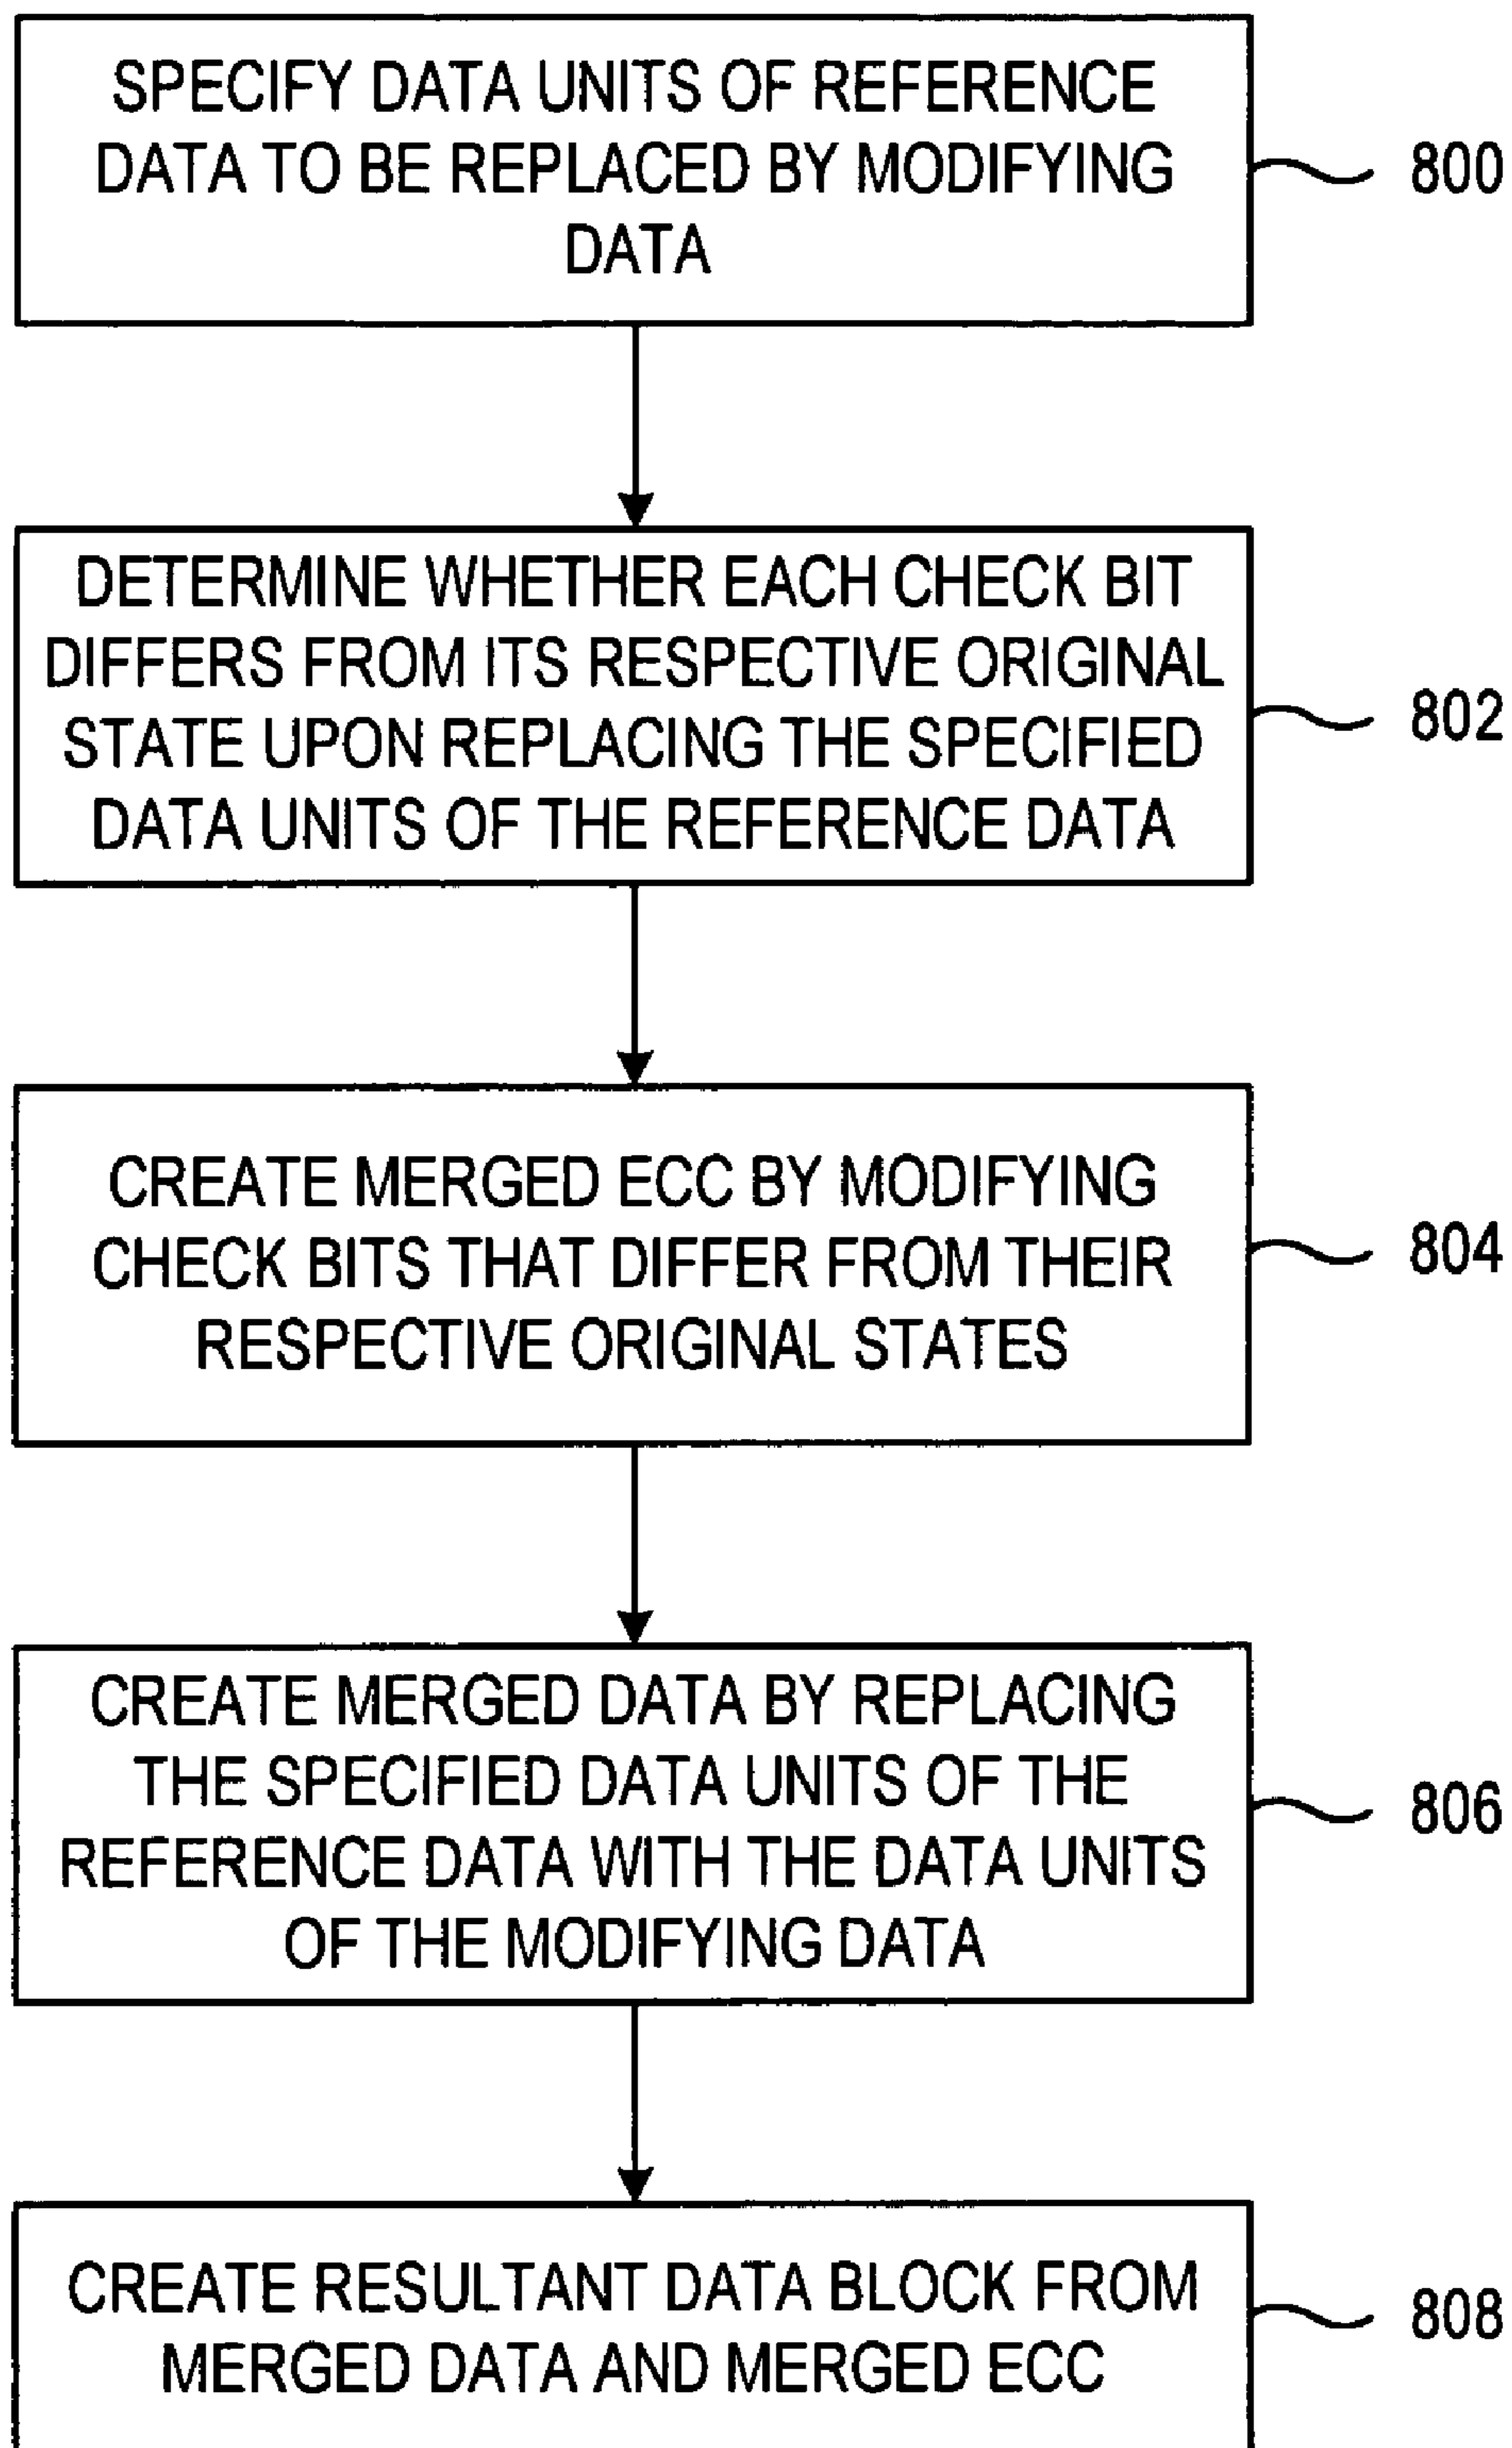 SPECIFY DATA UNITS OF REFERENCE
DATA TO BE REPLACED BY MODIFYING
DATA
800
DETERMINE WHETHER EACH CHECK BIT
DIFFERS FROM ITS RESPECTIVE ORIGINAL
STATE UPON REPLACING THE SPECIFIED
DATA UNITS OF THE REFERENCE DATA
802
CREATE MERGED ECC BY MODIFYING
CHECK BITS THAT DIFFER FROM THEIR
RESPECTIVE ORIGINAL STATES
804
CREATE MERGED DATA BY REPLACING
THE SPECIFIED DATA UNITS OF THE
REFERENCE DATA WITH THE DATA UNITS
OF THE MODIFYING DATA
806
CREATE RESULTANT DATA BLOCK FROM
MERGED DATA AND MERGED ECC
808